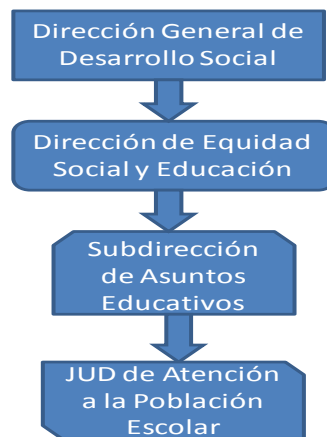 Dirección General de
Desarrollo Social
Dirección de Equidad
Social y Educación
Subdirección
de Asuntos
Educativos
JUD de Atención
a la Población
Escolar